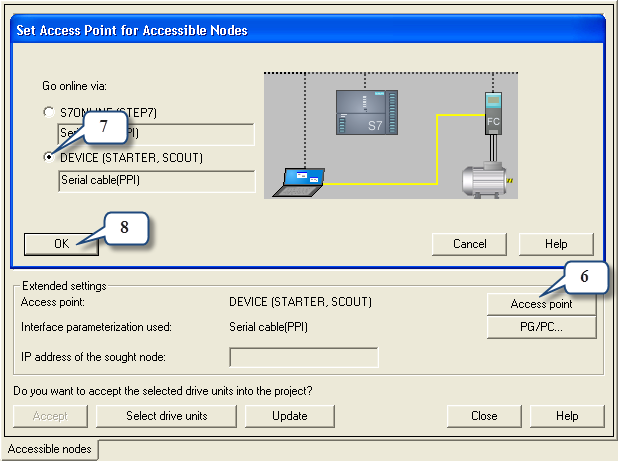 Set Access Point for Accessible Nodes
Go online via:
S7ONLINE (STEP7)
7
DEVICE (STARTER, SCOUT)
Serial cable(PPI)
S7
FC
OK
8
Cancel
Help
6
Extended settings
Access point:
DEVICE (STARTER, SCOUT)
Access point
Interface parameterization used:
Serial cable(PPI)
PG/PC...
IP address of the sought node:
Do you want to accept the selected drive units into the project?
Accept
Select drive units
Update
Close
Help
Accessible nodes